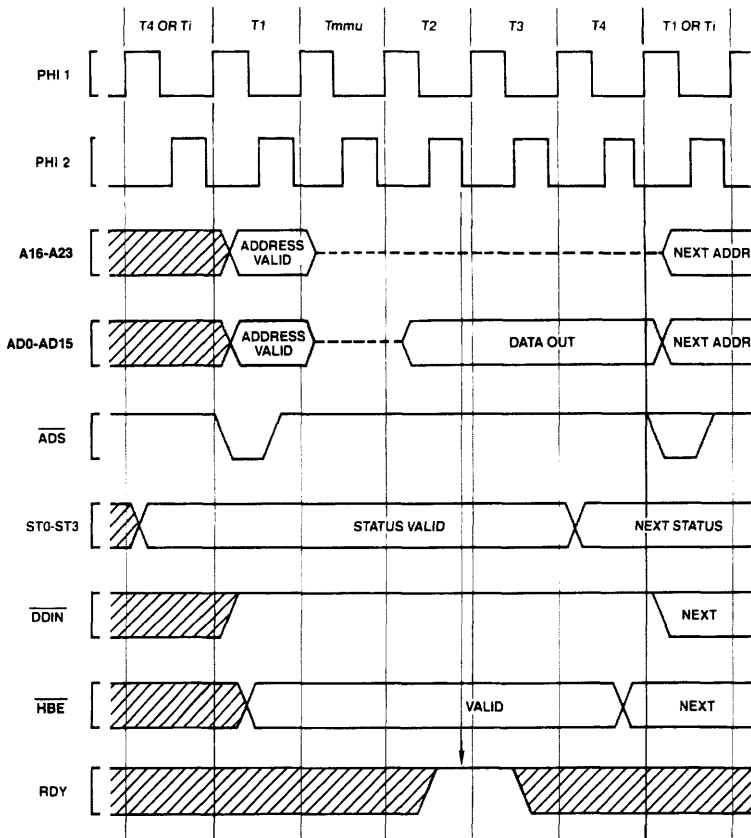 T4 OR Ti T1 Tmmu T2 T3 T4 T1 OR Ti
PHI 1
PHI 2
A16-A23 ADDRESS VALID NEXT ADDR
AD0-AD15 ADDRESS VALID DATA OUT NEXT ADDR
ADS
ST0-ST3 STATUS VALID NEXT STATUS
DDIN NEXT
HBE VALID NEXT
RDY